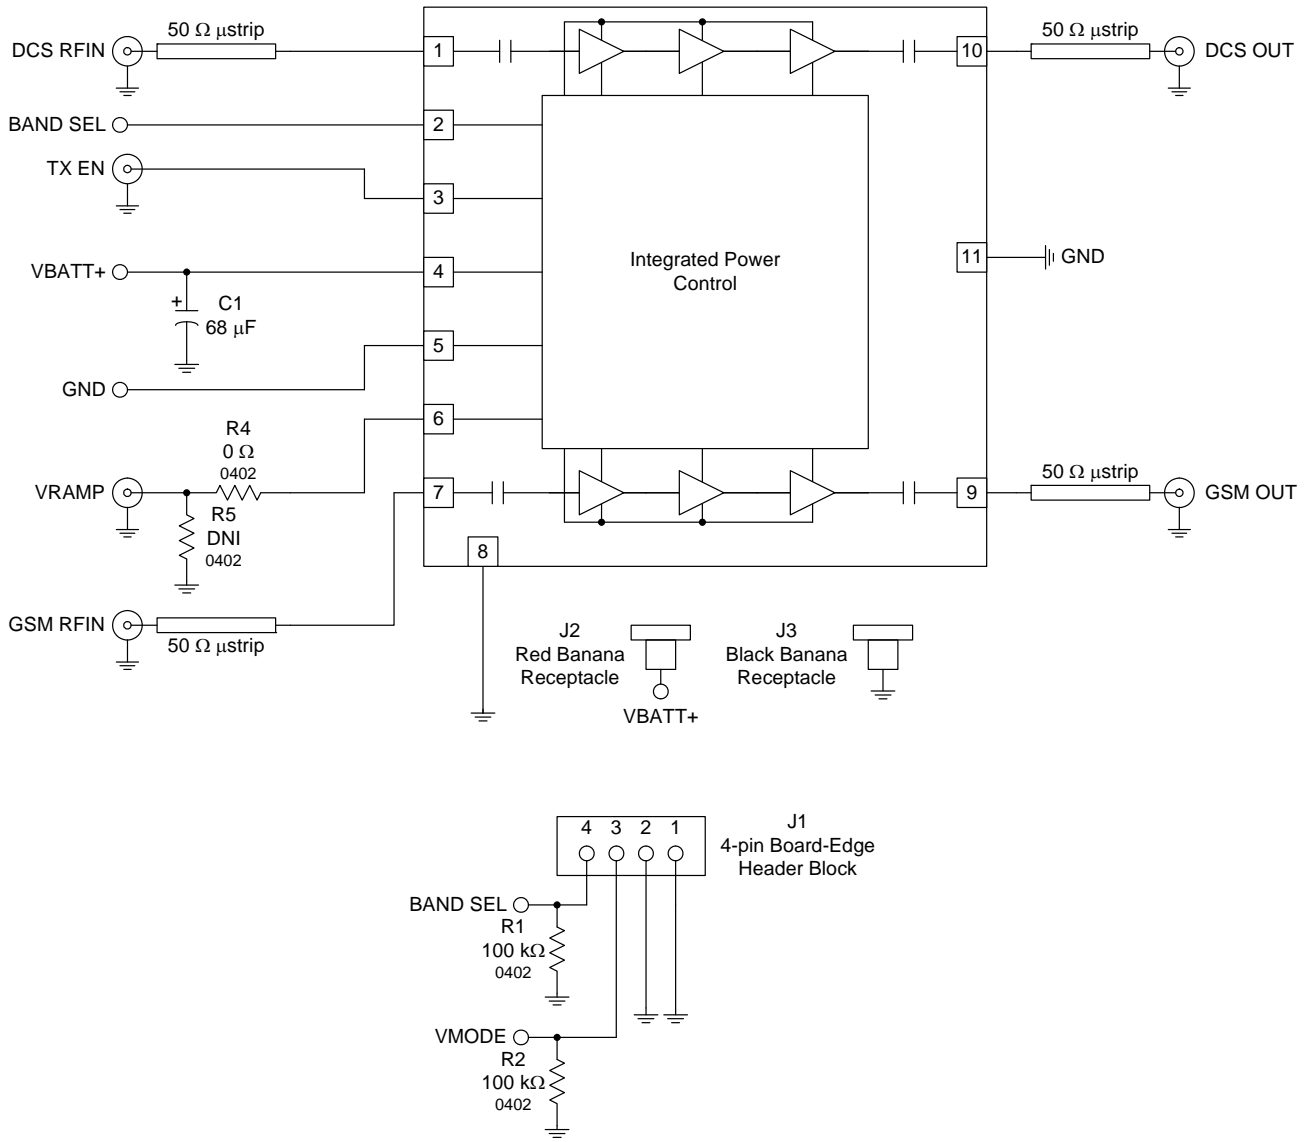 50 Ω μstrip
DCS RFIN
1
10
50 Ω μstrip
DCS OUT
BAND SEL
2
TX EN
3
VBATT+
4
+
C1
68 μF
Integrated Power
Control
11
GND
5
GND
6
R4
0 Ω
0402
VRAMP
7
R5
DNI
0402
9
50 Ω μstrip
GSM OUT
8
GSM RFIN
50 Ω μstrip
J2
Red Banana
Receptacle
VBATT+
J3
Black Banana
Receptacle
4 3 2 1
J1
4-pin Board-Edge
Header Block
BAND SEL
R1
100 kΩ
0402
VMODE
R2
100 kΩ
0402